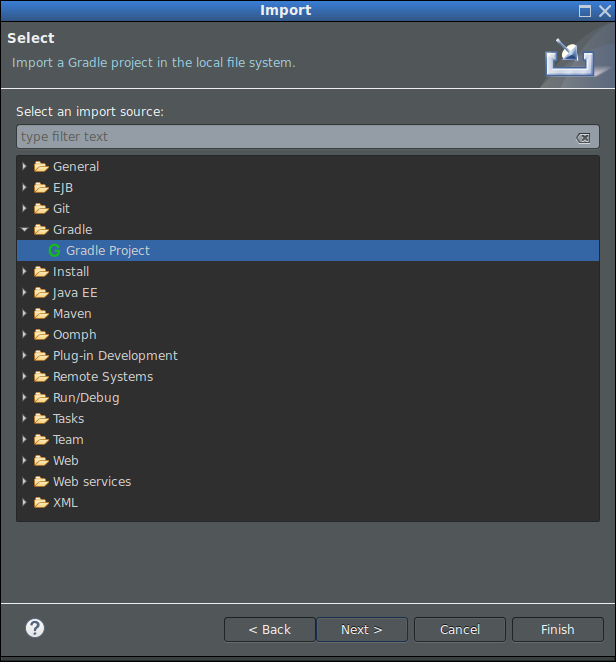 Import
Select
Import a Gradle project in the local file system.
Select an import source:
type filter text
General
EJB
Git
Gradle
G Gradle Project
Install
Java EE
Maven
Oomph
Plug-in Development
Remote Systems
Run/Debug
Tasks
Team
Web
Web services
XML
? < Back Next > Cancel Finish